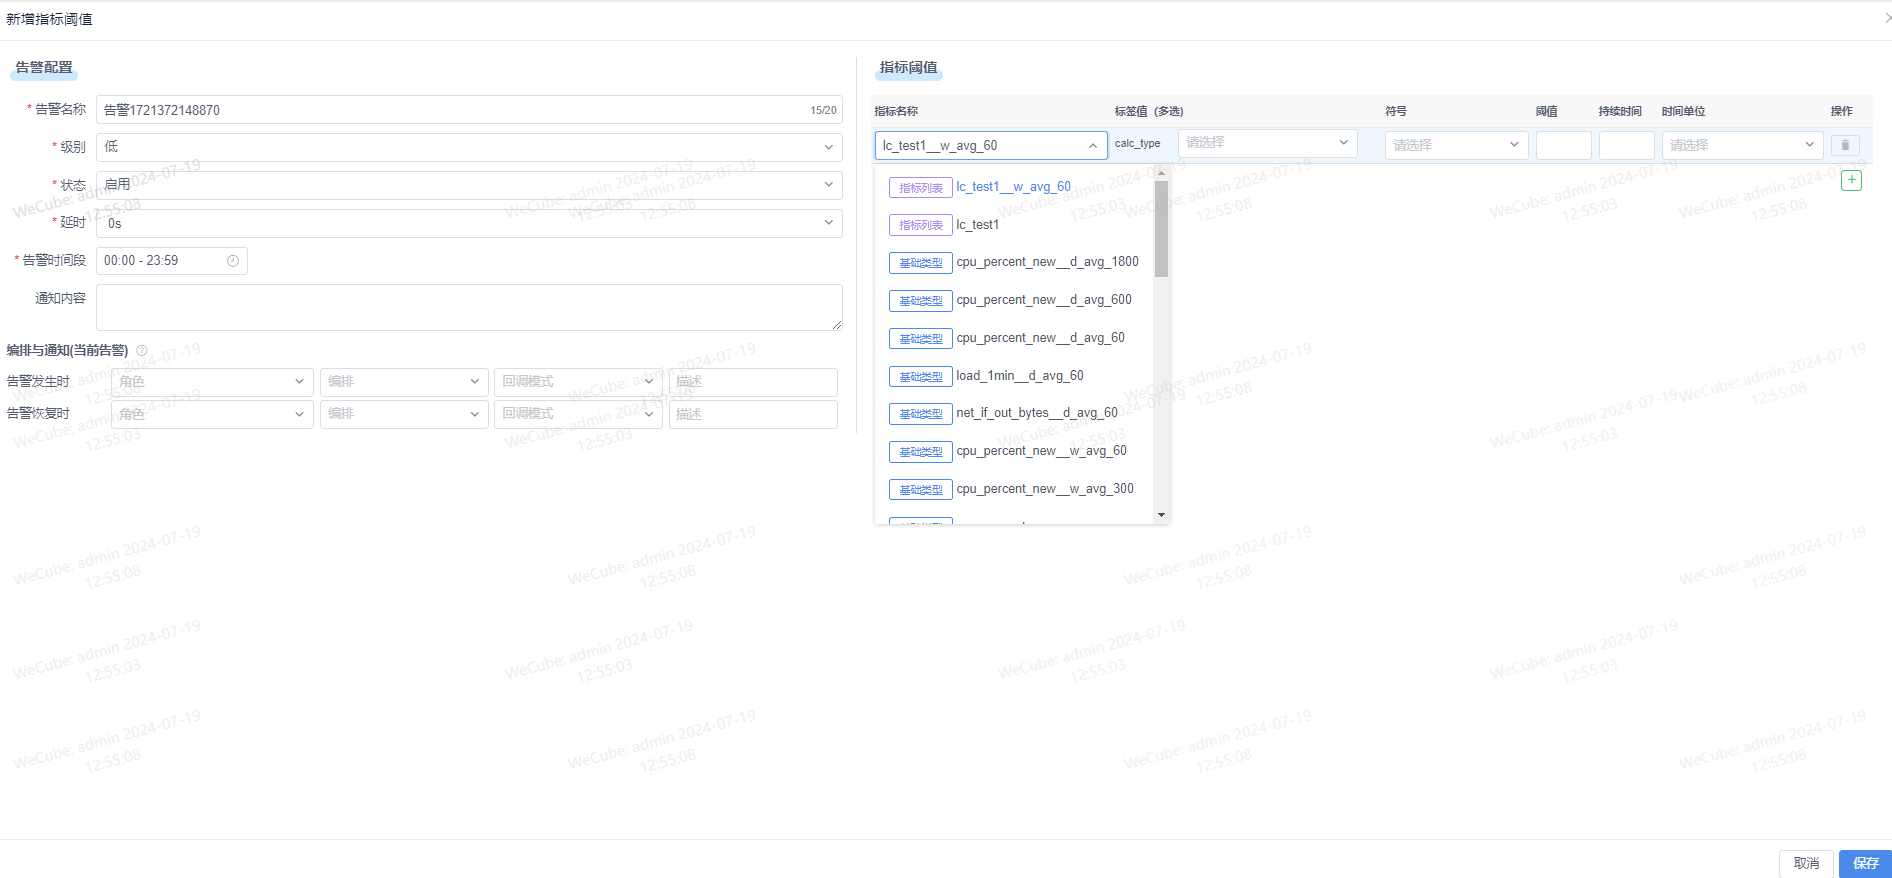 新增指标阈值
告警配置
* 告警名称 告警1721372148870 15/20
* 级别 低
* 状态 启用
* 延时 0s
* 告警时间段 00:00 - 23:59
通知内容
编排与通知(当前告警)
告警发生时 角色 编排 回调模式 描述
告警恢复时 角色 编排 回调模式 描述
指标阈值
指标名称 标签值 (多选) 符号 阈值 持续时间 时间单位 操作
lc_test1__w_avg_60 calc_type 请选择 请选择 请选择
指标列表 lc_test1__w_avg_60
指标列表 lc_test1
基础类型 cpu_percent_new__d_avg_1800
基础类型 cpu_percent_new__d_avg_600
基础类型 cpu_percent_new__d_avg_60
基础类型 load_1min__d_avg_60
基础类型 net_if_out_bytes__d_avg_60
基础类型 cpu_percent_new__w_avg_60
基础类型 cpu_percent_new__w_avg_300
WeCube: admin 2024-07-19
12:55:03
WeCube: admin 2024-07-19
12:55:08
取消 保存